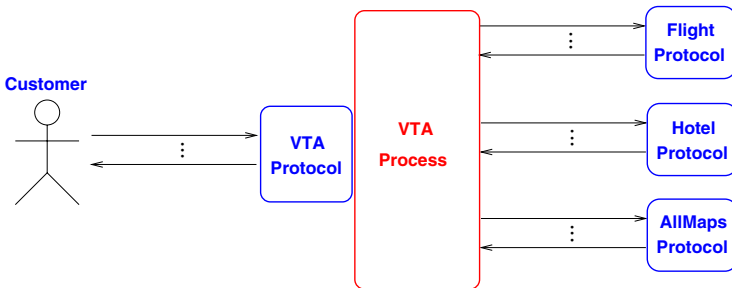 Customer
VTA
Protocol
VTA
Process
Flight
Protocol
Hotel
Protocol
AllMaps
Protocol